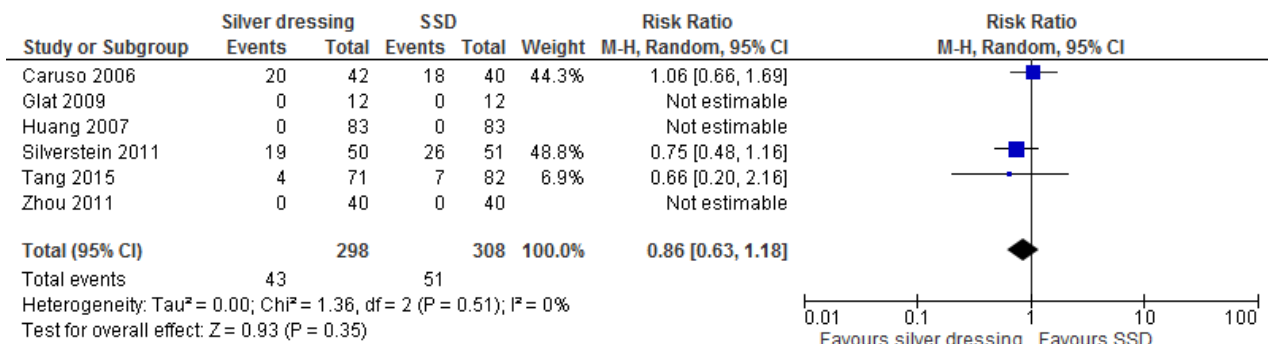 Silver dressing SSD Risk Ratio Risk Ratio
Study or Subgroup Events Total Events Total Weight M-H, Random, 95% CI M-H, Random, 95% CI
Caruso 2006 20 42 18 40 44.3% 1.06 [0.66, 1.69]
Glat 2009 0 12 0 12 Not estimable
Huang 2007 0 83 0 83 Not estimable
Silverstein 2011 19 50 26 51 48.8% 0.75 [0.48, 1.16]
Tang 2015 4 71 7 82 6.9% 0.66 [0.20, 2.16]
Zhou 2011 0 40 0 40 Not estimable
Total (95% CI) 298 308 100.0% 0.86 [0.63, 1.18]
Total events 43 51
Heterogeneity: Tau² = 0.00; Chi² = 1.36, df = 2 (P = 0.51); I² = 0%
Test for overall effect: Z = 0.93 (P = 0.35)
0.01 0.1 1 10 100
Favours silver dressing Favours SSD